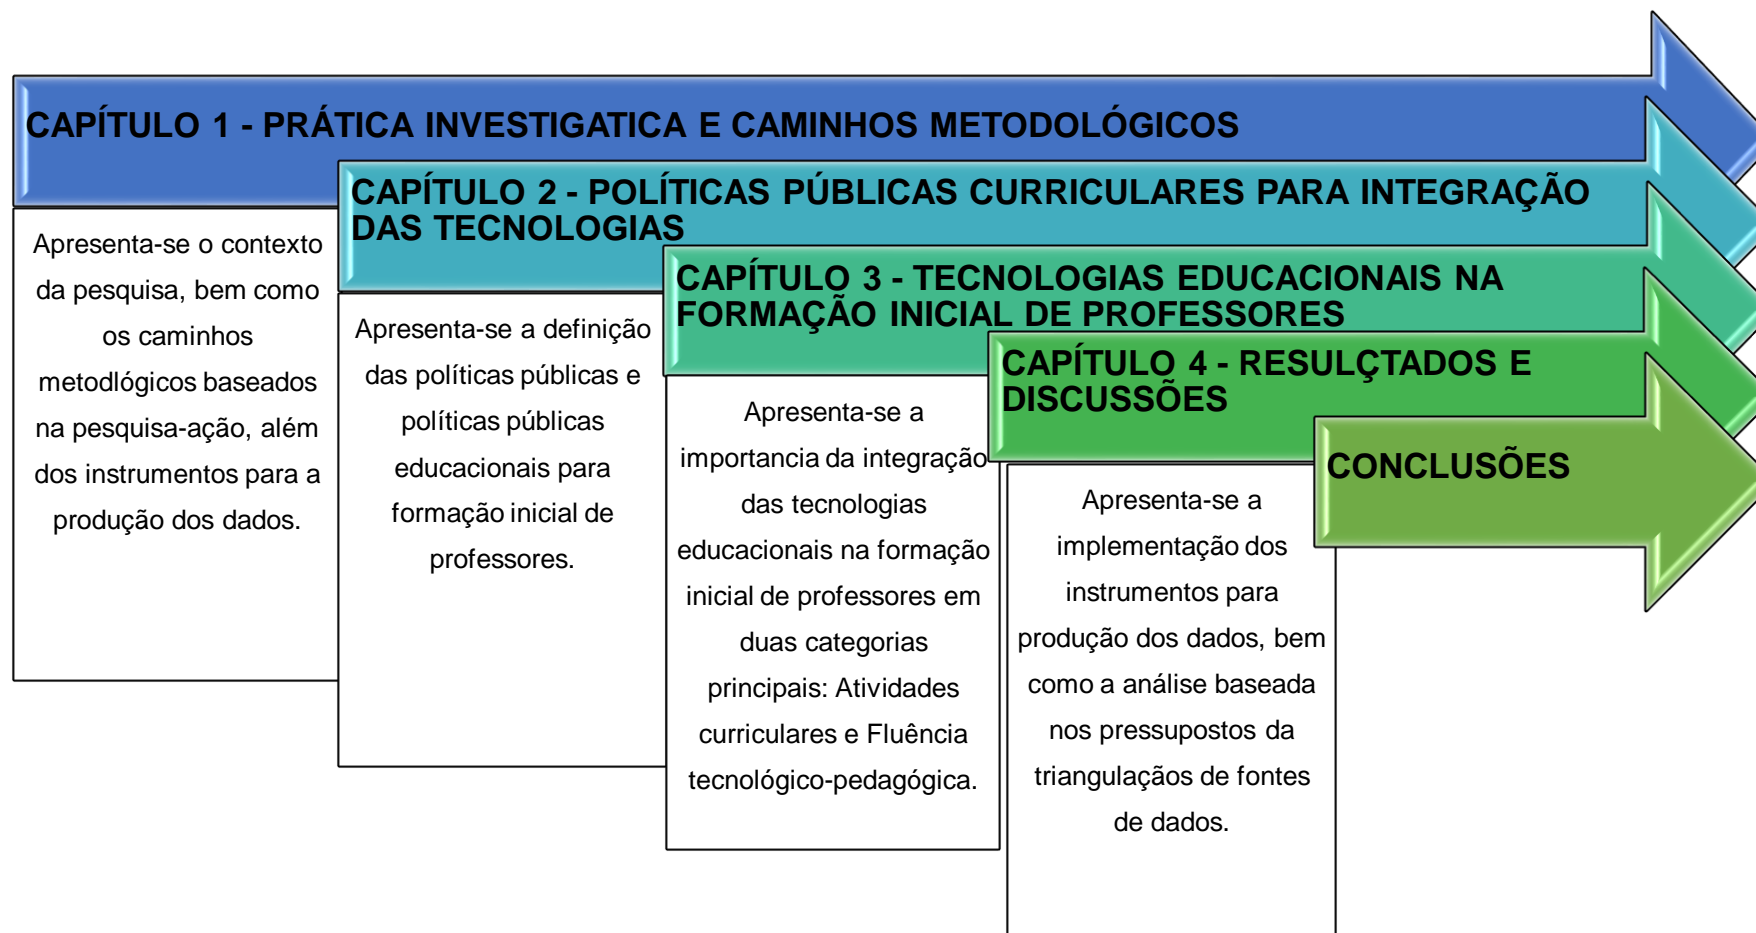 CAPÍTULO 1 - PRÁTICA INVESTIGATICA E CAMINHOS METODOLÓGICOS
Apresenta-se o contexto
da pesquisa, bem como
os caminhos
metodlógicos baseados
na pesquisa-ação, além
dos instrumentos para a
produção dos dados.
CAPÍTULO 2 - POLÍTICAS PÚBLICAS CURRICULARES PARA INTEGRAÇÃO
DAS TECNOLOGIAS
Apresenta-se a definição
das políticas públicas e
políticas públicas
educacionais para
formação inicial de
professores.
CAPÍTULO 3 - TECNOLOGIAS EDUCACIONAIS NA
FORMAÇÃO INICIAL DE PROFESSORES
Apresenta-se a
importancia da integração
das tecnologias
educacionais na formação
inicial de professores em
duas categorias
principais: Atividades
curriculares e Fluência
tecnológico-pedagógica.
CAPÍTULO 4 - RESULÇTADOS E
DISCUSSÕES
Apresenta-se a
implementação dos
instrumentos para
produção dos dados, bem
como a análise baseada
nos pressupostos da
triangulaçãos de fontes
de dados.
CONCLUSÕES